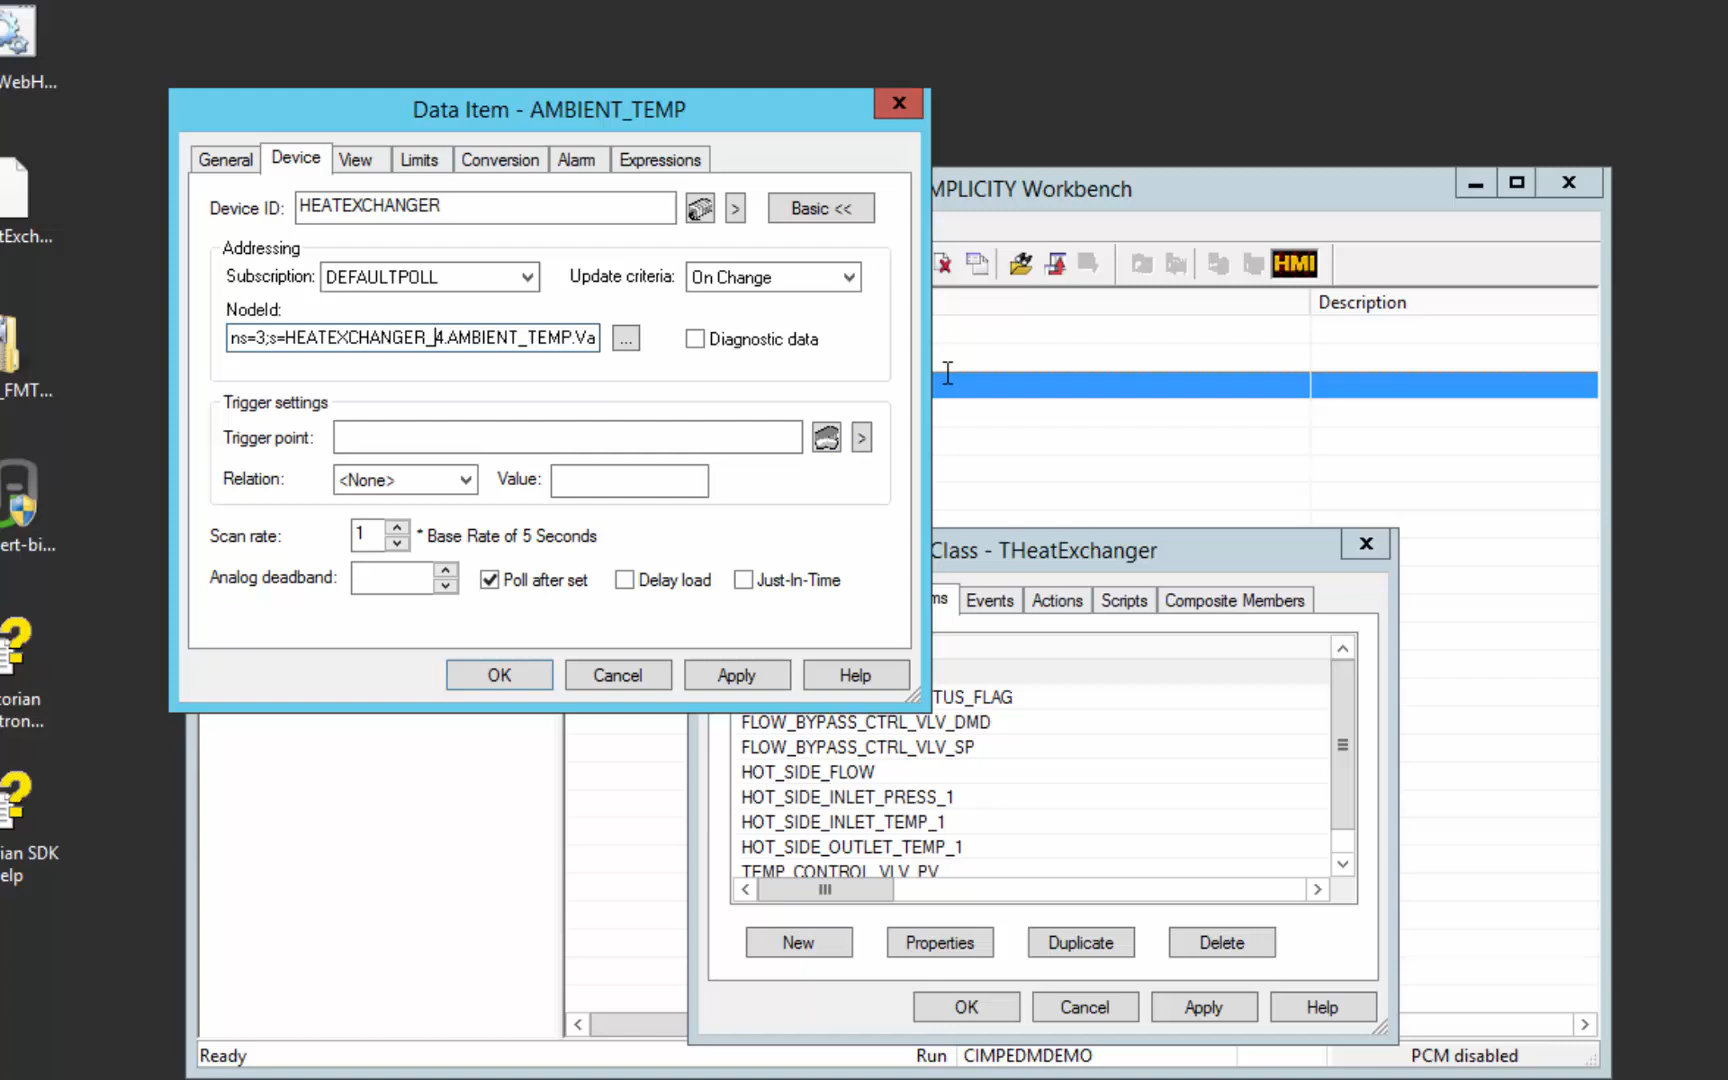 WebH...
tExch...
_FMT...
ert-bi...
torian
tron...
ian SDK
elp
Data Item - AMBIENT_TEMP
General
Device
View
Limits
Conversion
Alarm
Expressions
Device ID:
HEATEXCHANGER
>
Basic <<
Addressing
Subscription:
DEFAULTPOLL
Update criteria:
On Change
NodeId:
ns=3;s=HEATEXCHANGER_4.AMBIENT_TEMP.Va
...
Diagnostic data
Trigger settings
Trigger point:
>
Relation:
<None>
Value:
Scan rate:
1
* Base Rate of 5 Seconds
Analog deadband:
Poll after set
Delay load
Just-In-Time
OK
Cancel
Apply
Help
MPLICITY Workbench
HMI
Description
Class - THeatExchanger
ms
Events
Actions
Scripts
Composite Members
TUS_FLAG
FLOW_BYPASS_CTRL_VLV_DMD
FLOW_BYPASS_CTRL_VLV_SP
HOT_SIDE_FLOW
HOT_SIDE_INLET_PRESS_1
HOT_SIDE_INLET_TEMP_1
HOT_SIDE_OUTLET_TEMP_1
TEMP_CONTROL_VLV_PV
New
Properties
Duplicate
Delete
OK
Cancel
Apply
Help
Ready
Run
CIMPEDMDEMO
PCM disabled